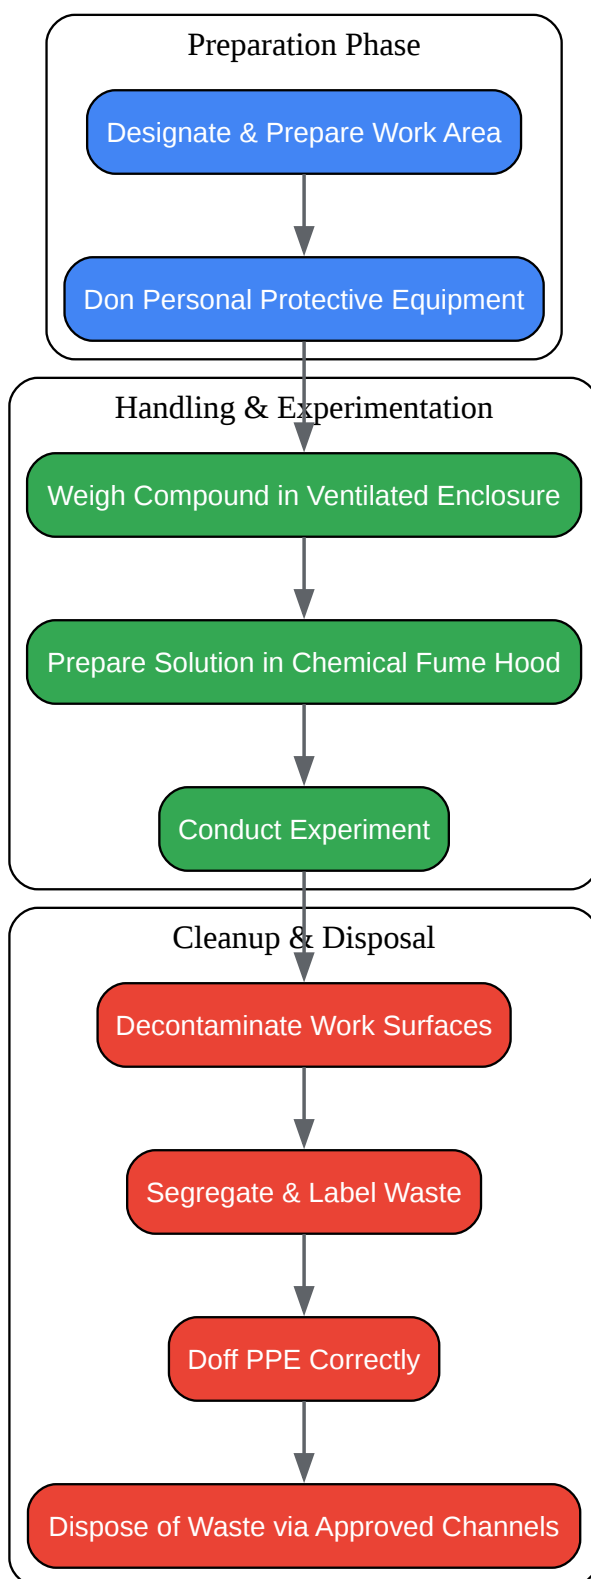 Preparation Phase
Designate & Prepare Work Area
Don Personal Protective Equipment
Handling & Experimentation
Weigh Compound in Ventilated Enclosure
Prepare Solution in Chemical Fume Hood
Conduct Experiment
Cleanup & Disposal
Decontaminate Work Surfaces
Segregate & Label Waste
Doff PPE Correctly
Dispose of Waste via Approved Channels